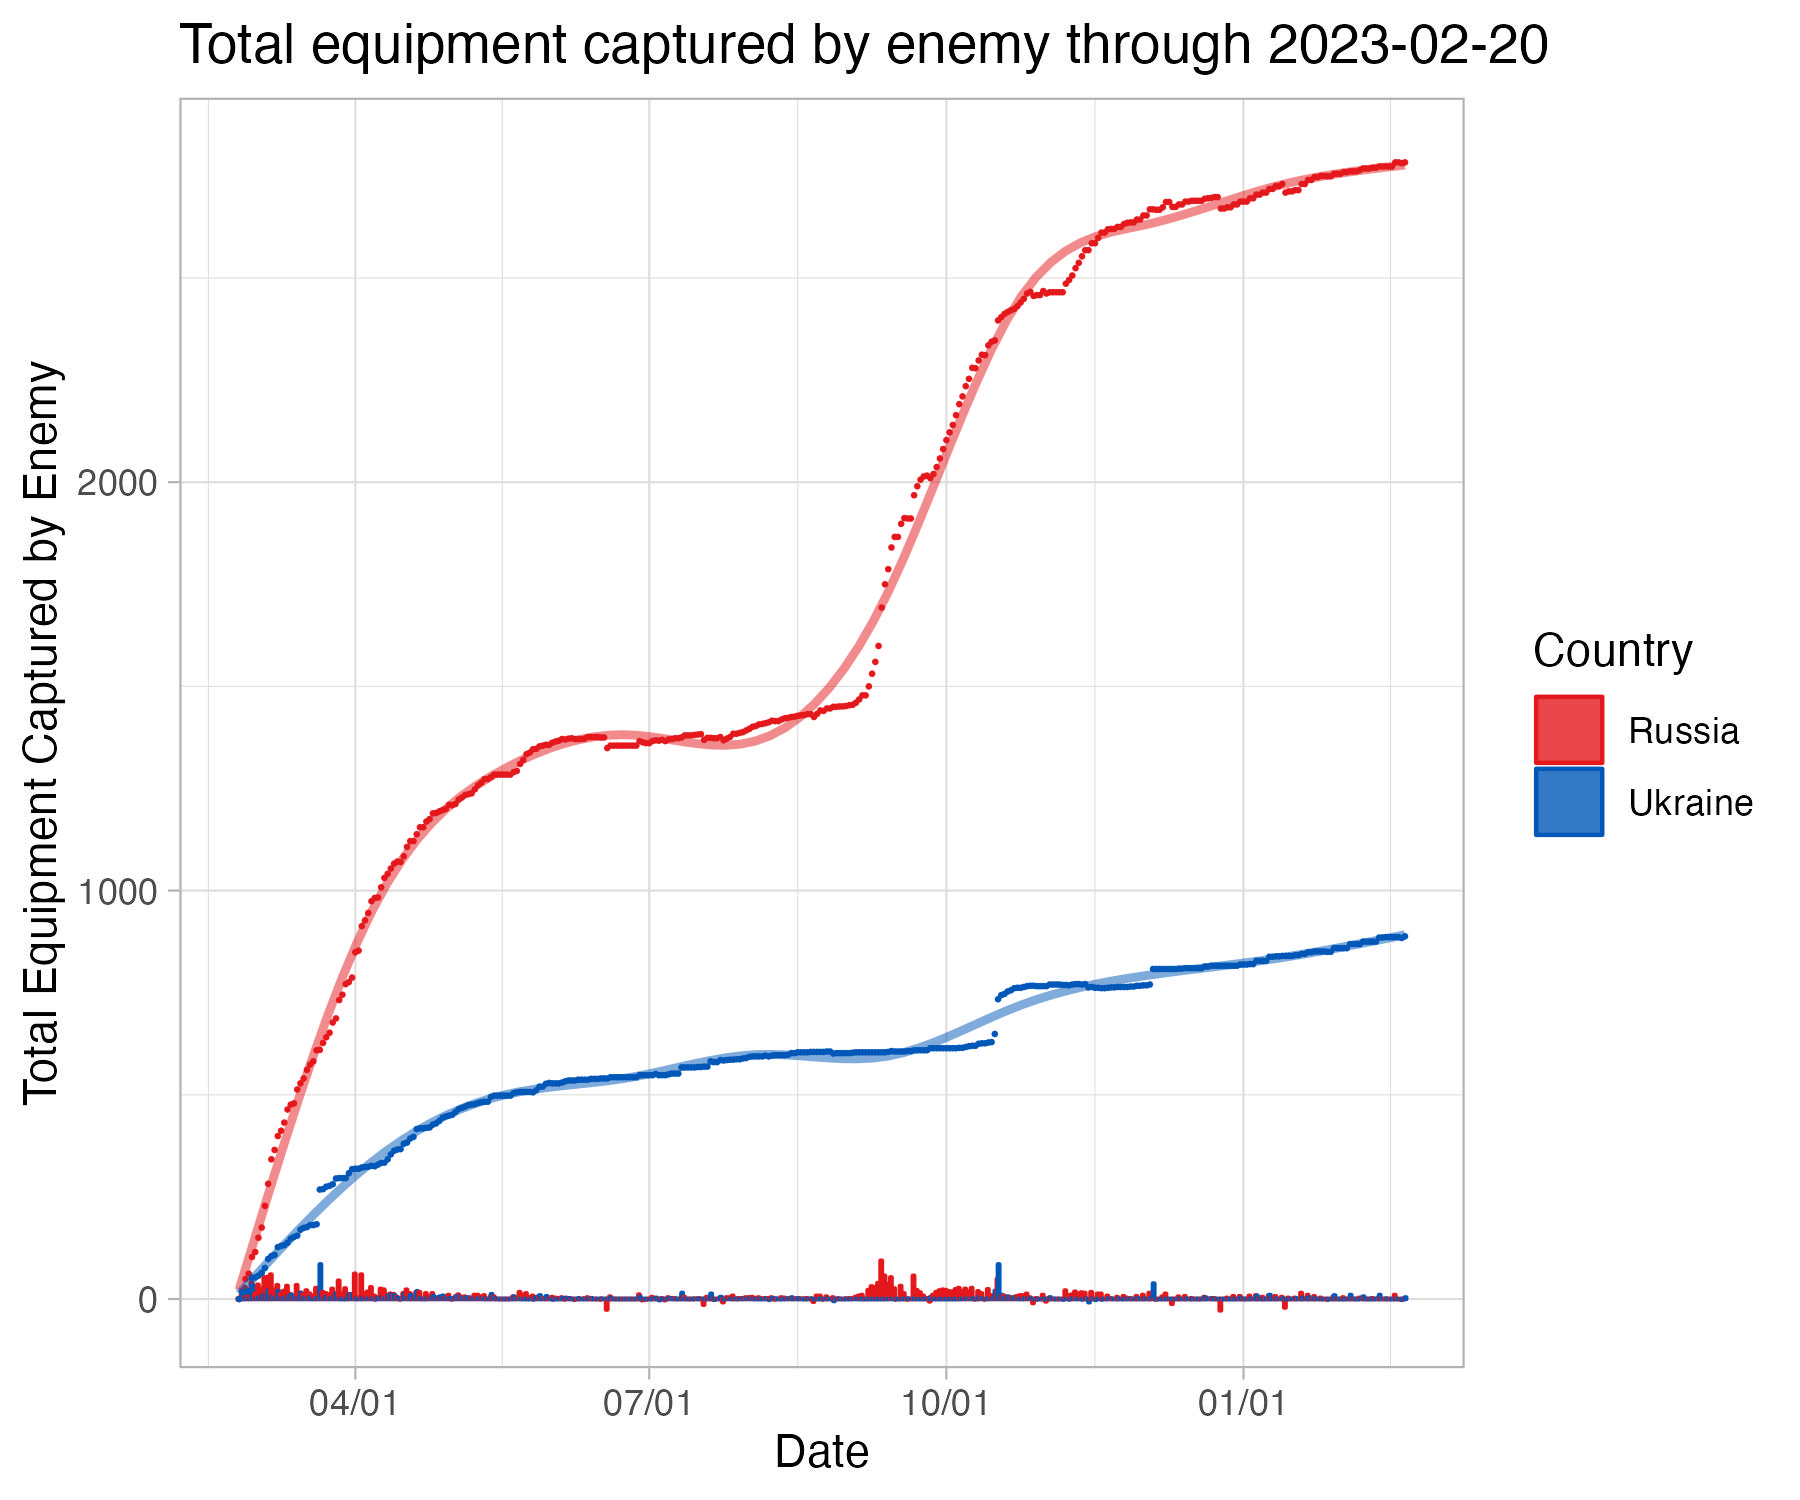 Total equipment captured by enemy through 2023-02-20
Total Equipment Captured by Enemy
2000
1000
0
04/01
07/01
10/01
01/01
Date
Country
Russia
Ukraine